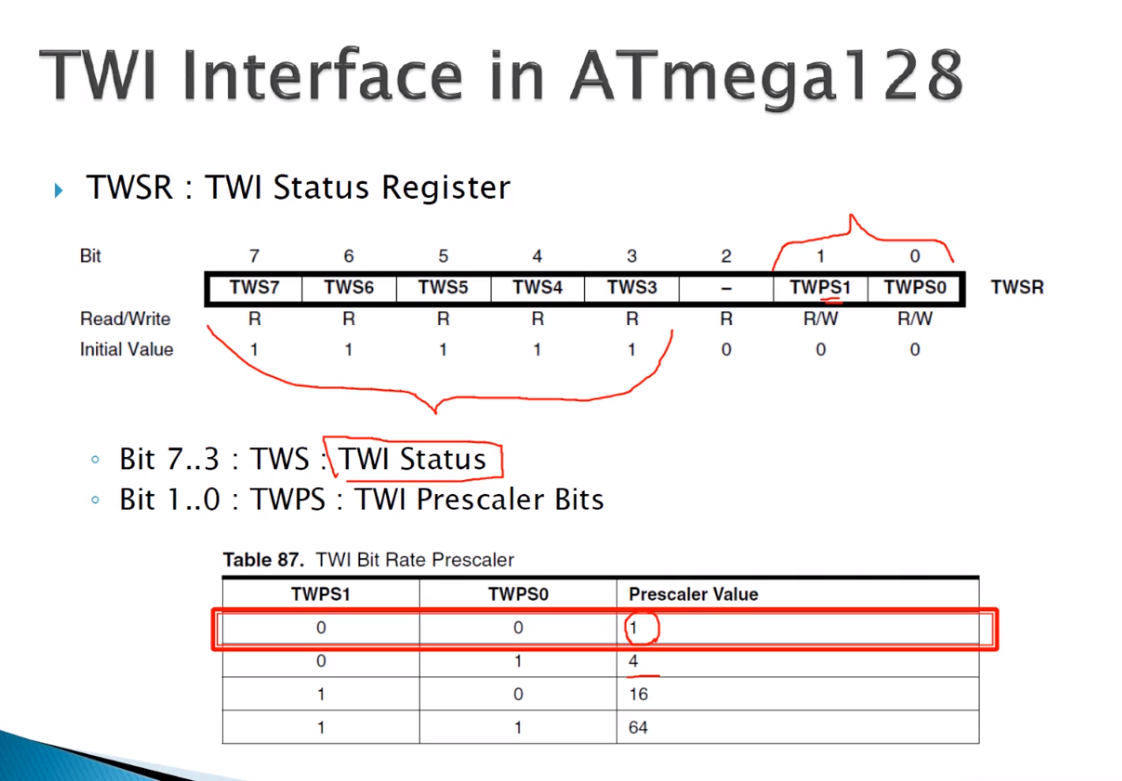 TWI Interface in ATmega128
TWSR : TWI Status Register
Bit 7 6 5 4 3 2 1 0
TWS7 TWS6 TWS5 TWS4 TWS3 – TWPS1 TWPS0 TWSR
Read/Write R R R R R R R/W R/W
Initial Value 1 1 1 1 1 0 0 0
Bit 7..3 : TWS : TWI Status
Bit 1..0 : TWPS : TWI Prescaler Bits
Table 87. TWI Bit Rate Prescaler
TWPS1 TWPS0 Prescaler Value
0 0 1
0 1 4
1 0 16
1 1 64